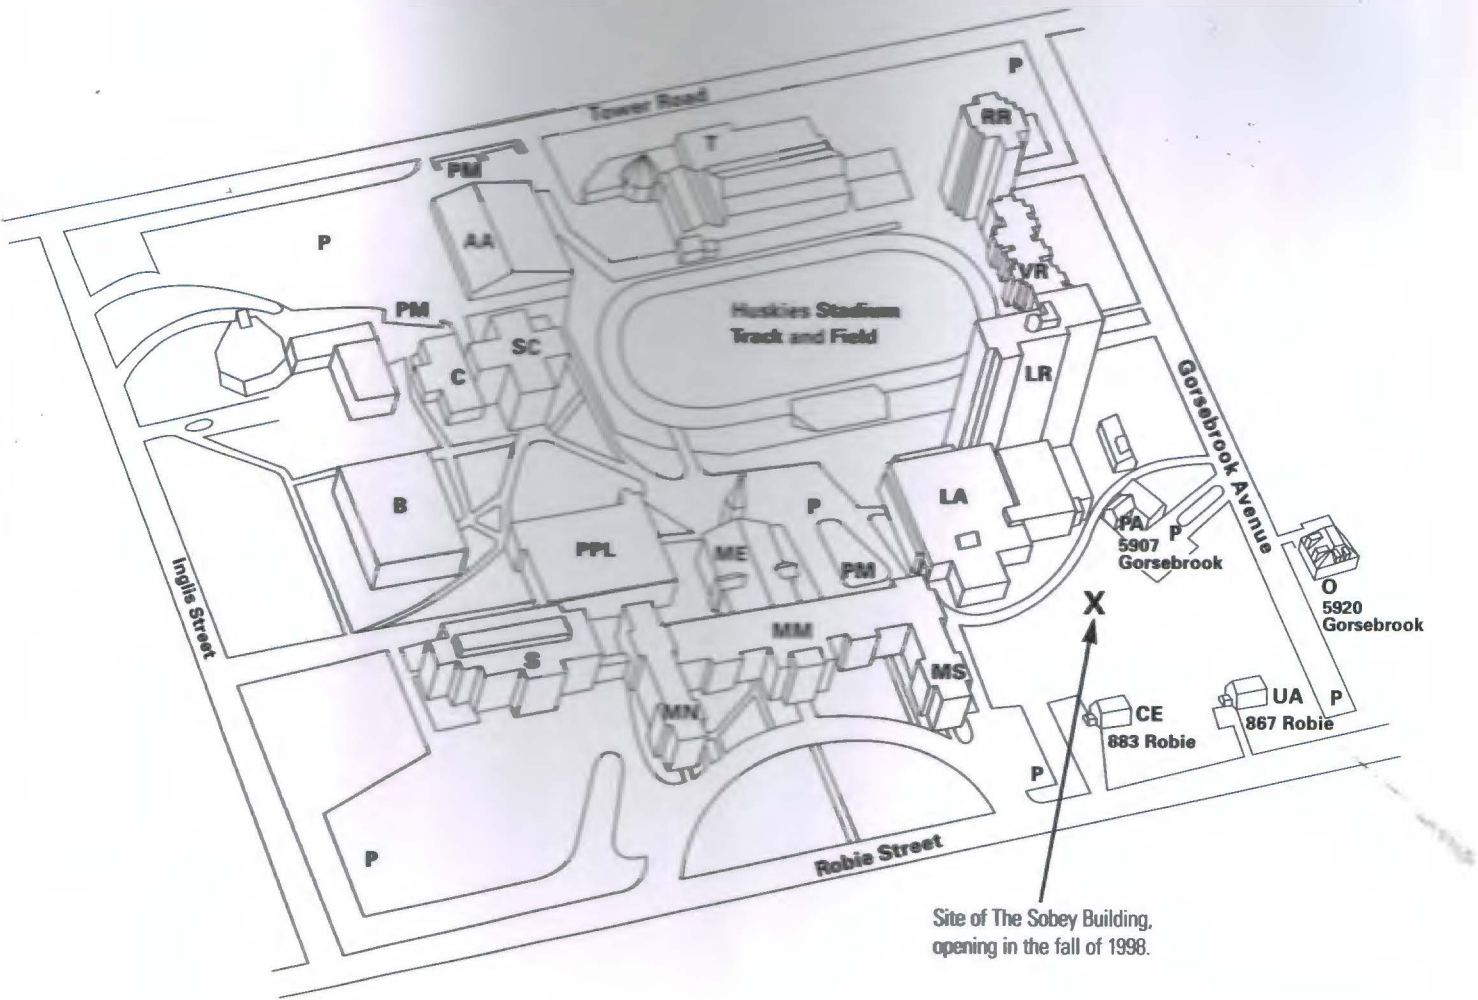 P
Tower Road
RR
T
PM
AA
P
VR
PM
Huskies Stadium
Track and Field
SC
C
LR
Gorsebrook Avenue
B
LA
P
PPL
ME
PM
PA
P
5907
Gorsebrook
O
5920
Gorsebrook
X
Inglis Street
MM
S
MS
MN
CE
883 Robie
UA
867 Robie
P
P
P
Robie Street
Site of The Sobey Building,
opening in the fall of 1998.